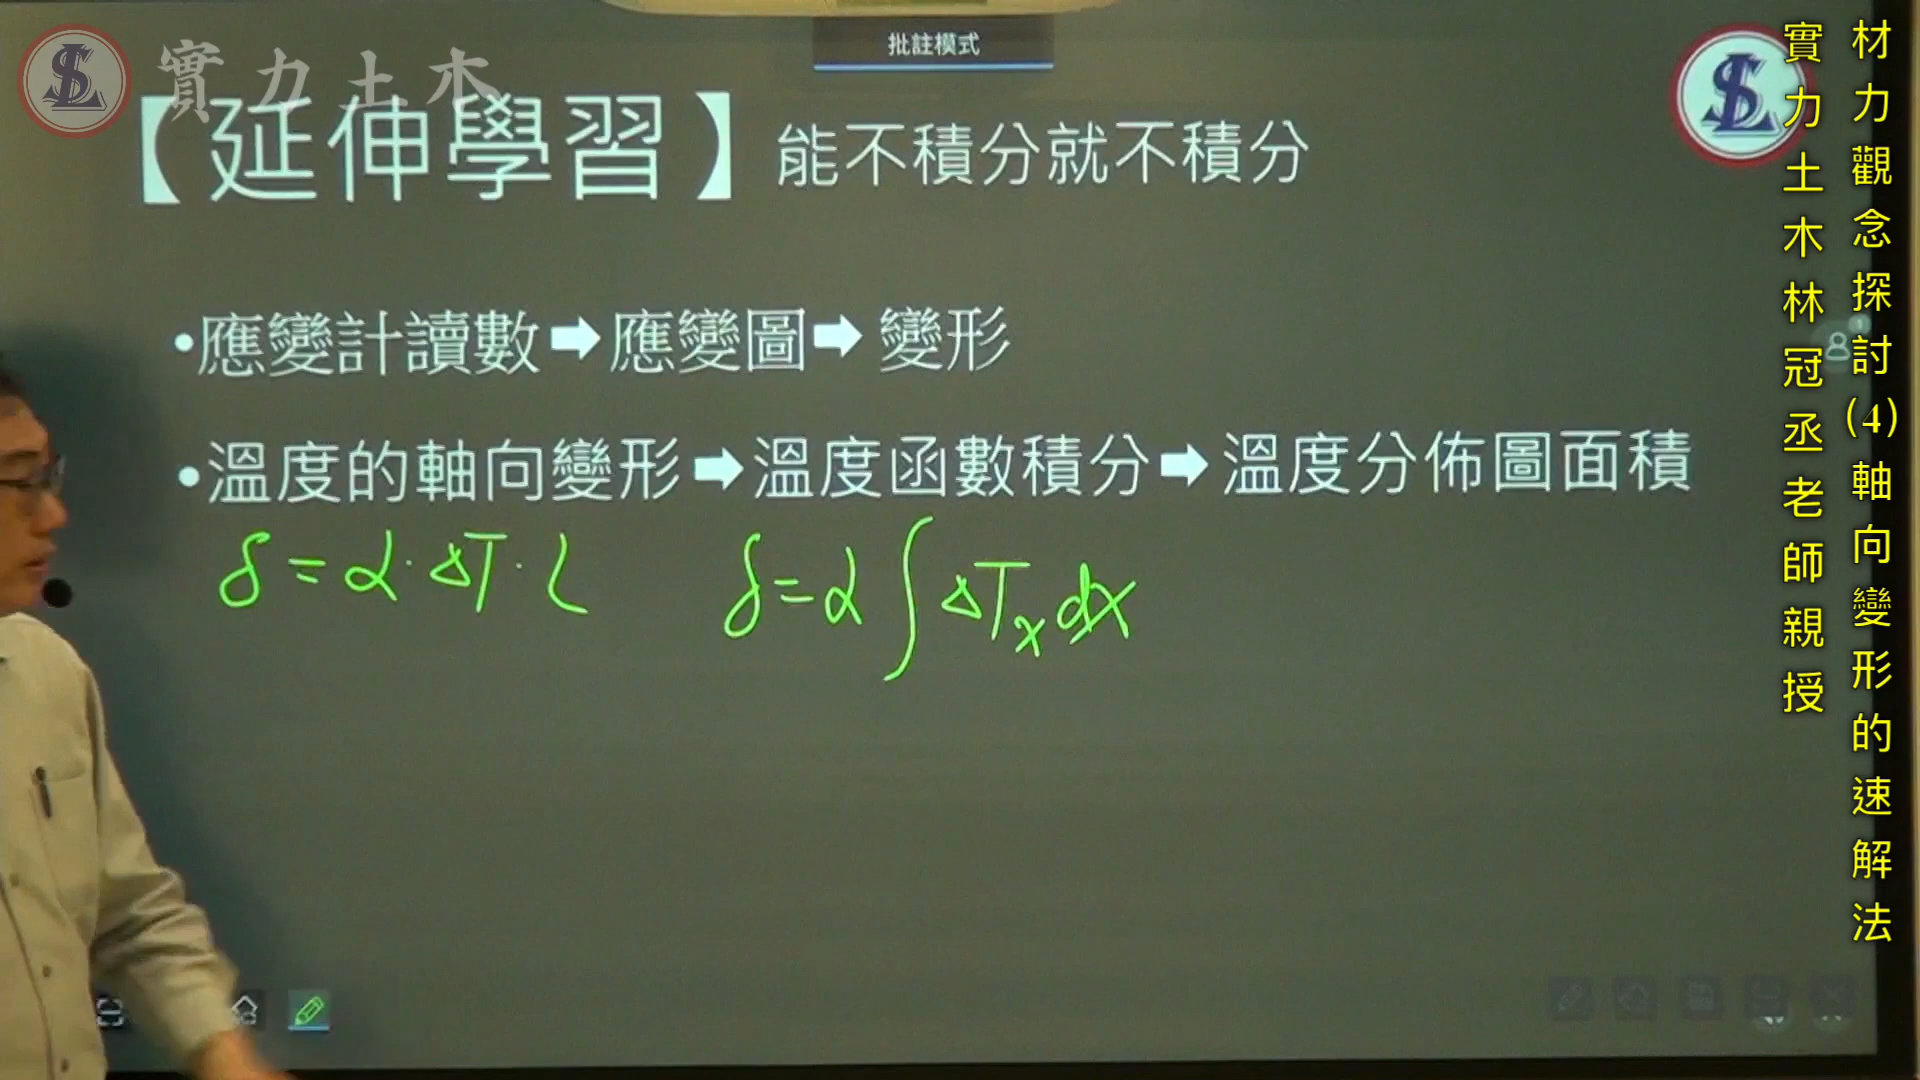 實力土木
批註模式
【延伸學習】能不積分就不積分
•應變計讀數➡應變圖➡變形
•溫度的軸向變形➡溫度函數積分➡溫度分佈圖面積
δ=α·ΔT·L
δ=α∫ΔTₓdx
材力觀念探討(4)軸向變形的速解法
實力土木林冠丞老師親授